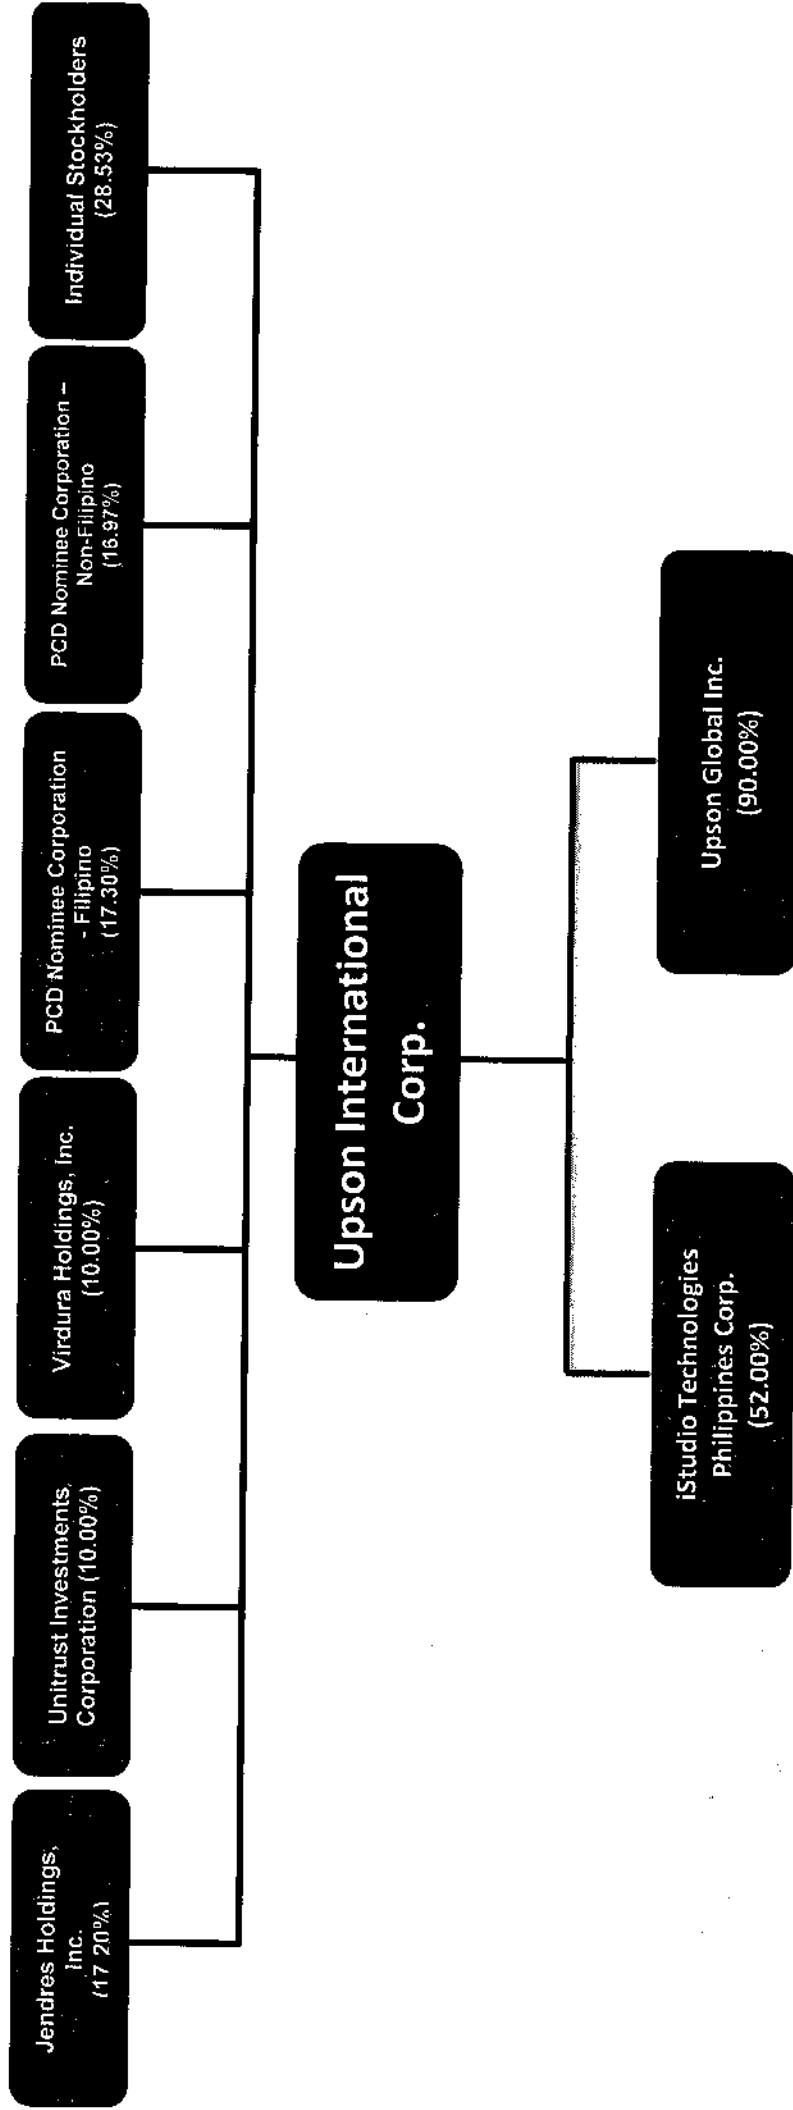 Jendres Holdings,
Inc.
(17.20%)
Unitrust Investments
Corporation (10.00%)
Virdura Holdings, Inc.
(10.00%)
PCD Nominee Corporation
- Filipino
(17.30%)
PCD Nominee Corporation –
Non-Filipino
(16.97%)
Individual Stockholders
(28.53%)
Upson International
Corp.
iStudio Technologies
Philippines Corp.
(52.00%)
Upson Global Inc.
(90.00%)